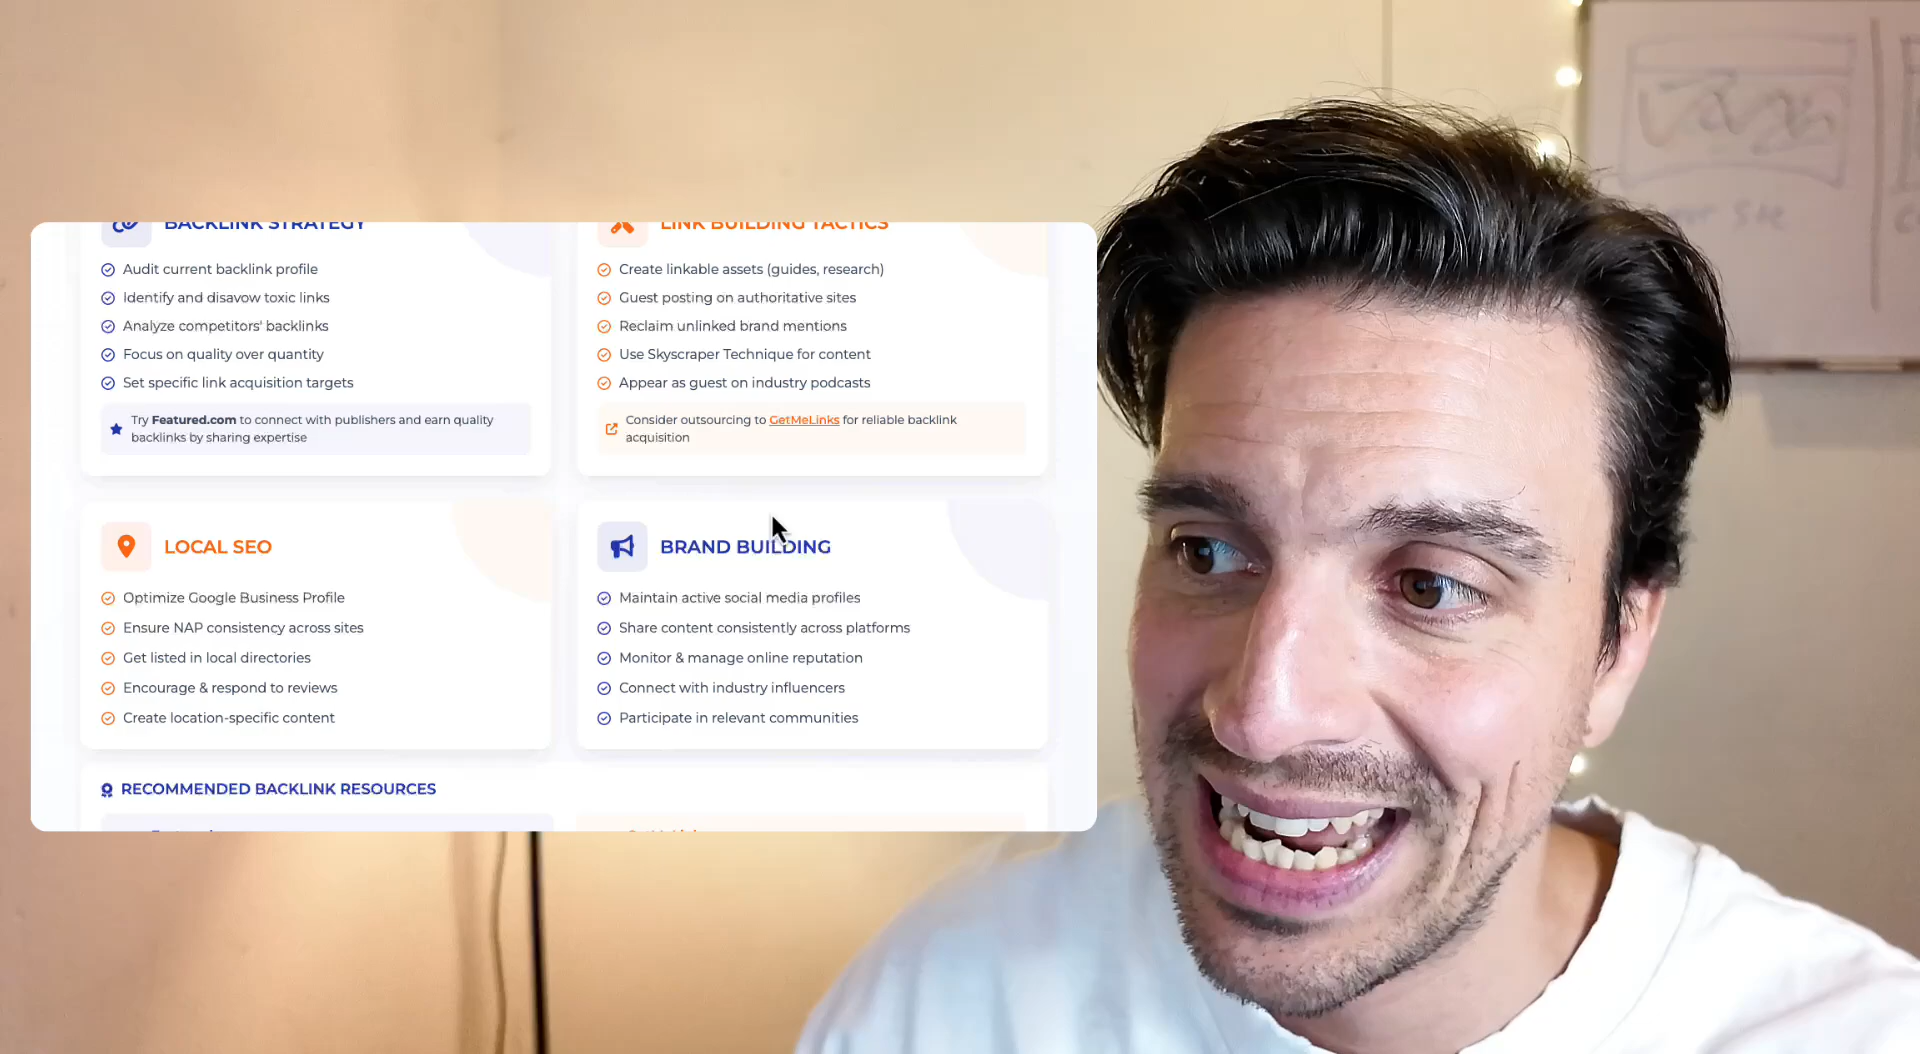 BACKLINK STRATEGY
Audit current backlink profile
Identify and disavow toxic links
Analyze competitors' backlinks
Focus on quality over quantity
Set specific link acquisition targets
Try Featured.com to connect with publishers and earn quality
backlinks by sharing expertise
LINK BUILDING TACTICS
Create linkable assets (guides, research)
Guest posting on authoritative sites
Reclaim unlinked brand mentions
Use Skyscraper Technique for content
Appear as guest on industry podcasts
Consider outsourcing to GetMeLinks for reliable backlink
acquisition
LOCAL SEO
Optimize Google Business Profile
Ensure NAP consistency across sites
Get listed in local directories
Encourage & respond to reviews
Create location-specific content
BRAND BUILDING
Maintain active social media profiles
Share content consistently across platforms
Monitor & manage online reputation
Connect with industry influencers
Participate in relevant communities
RECOMMENDED BACKLINK RESOURCES